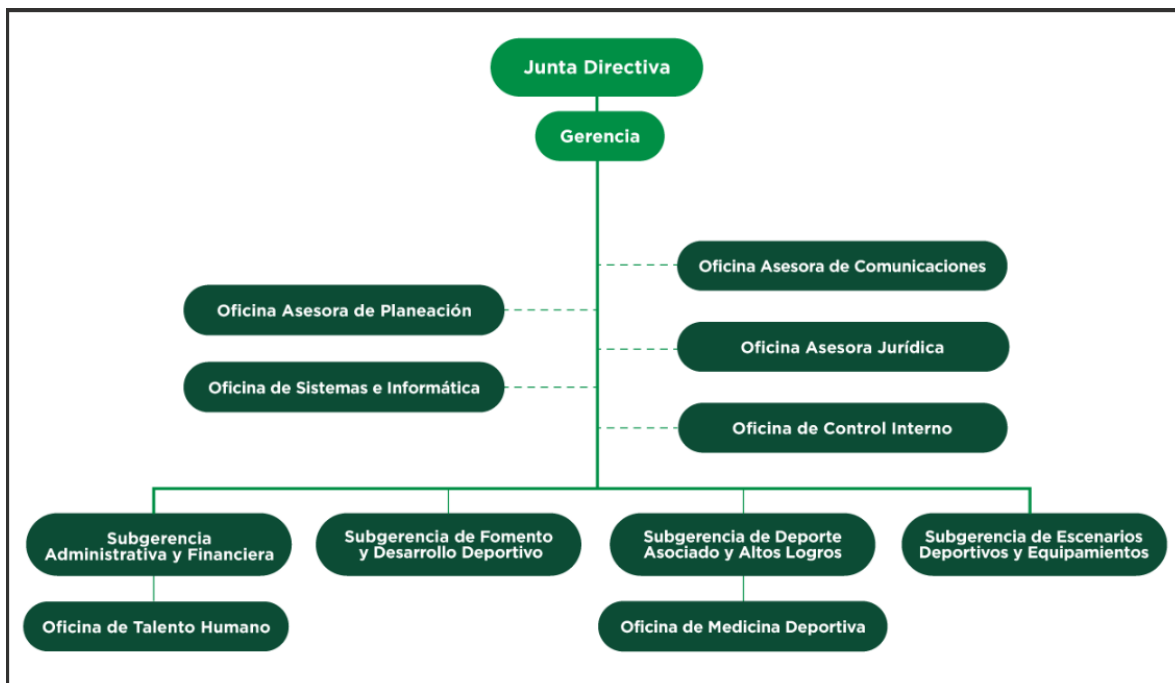 Junta Directiva
Gerencia
Oficina Asesora de Comunicaciones
Oficina Asesora de Planeación
Oficina Asesora Jurídica
Oficina de Sistemas e Informática
Oficina de Control Interno
Subgerencia
Administrativa y Financiera
Subgerencia de Fomento
y Desarrollo Deportivo
Subgerencia de Deporte
Asociado y Altos Logros
Subgerencia de Escenarios
Deportivos y Equipamientos
Oficina de Talento Humano
Oficina de Medicina Deportiva